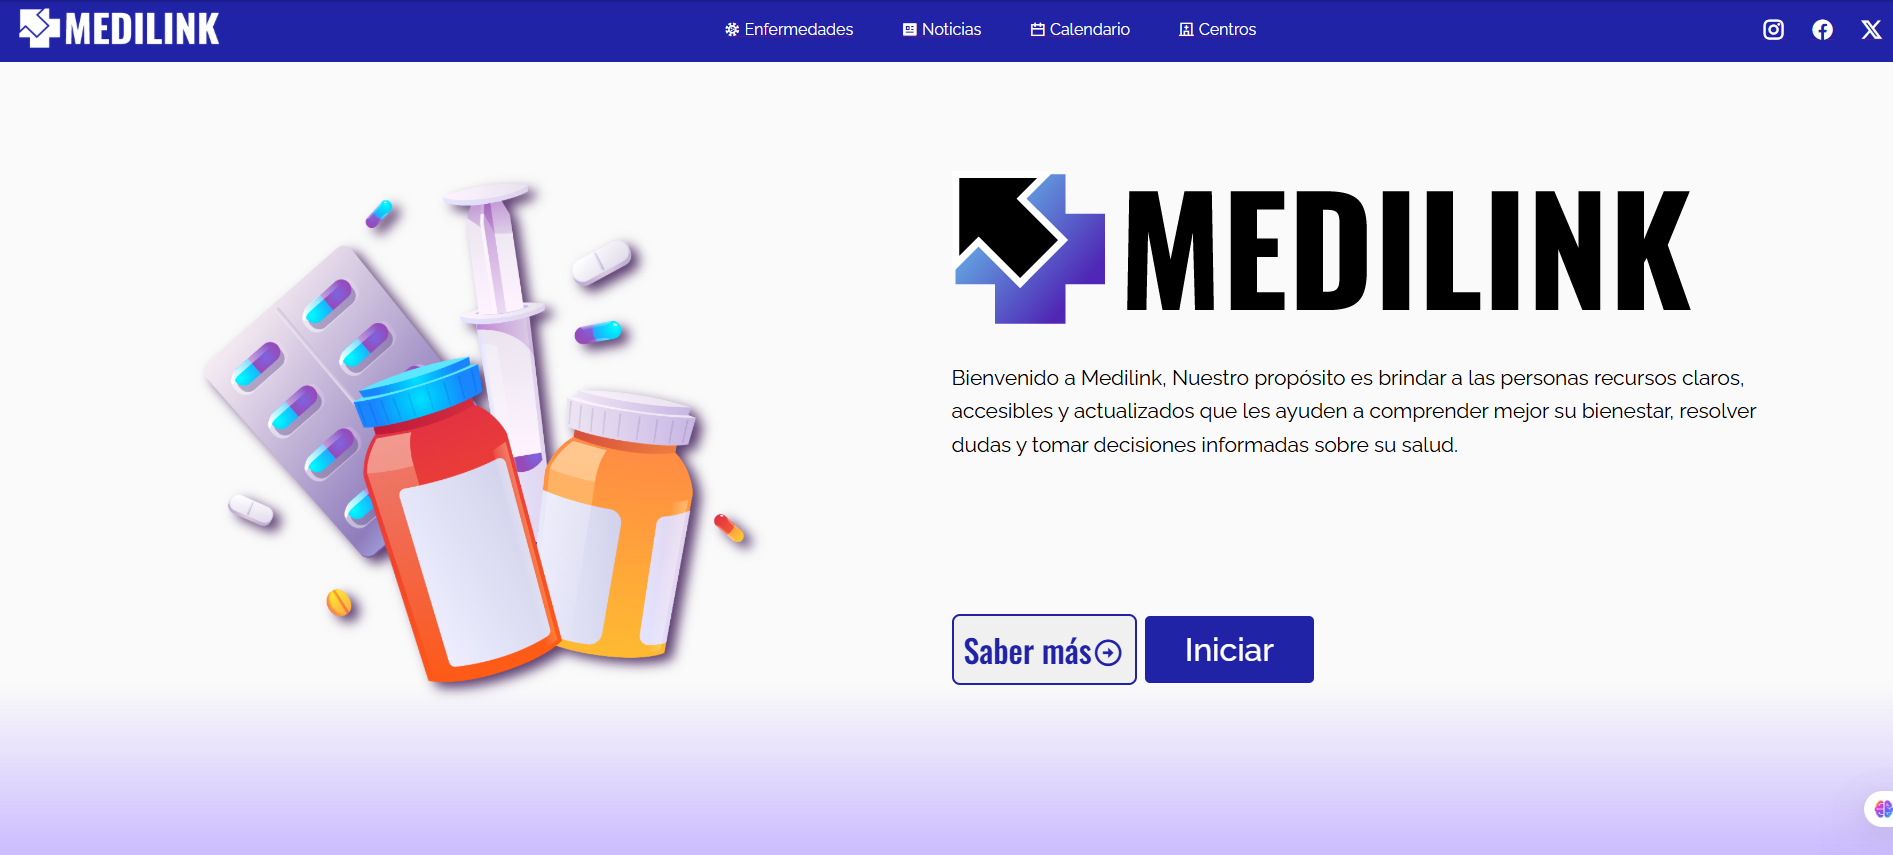 MEDILINK
Enfermedades
Noticias
Calendario
Centros
MEDILINK
Bienvenido a Medilink, Nuestro propósito es brindar a las personas recursos claros,
accesibles y actualizados que les ayuden a comprender mejor su bienestar, resolver
dudas y tomar decisiones informadas sobre su salud.
Saber más
Iniciar